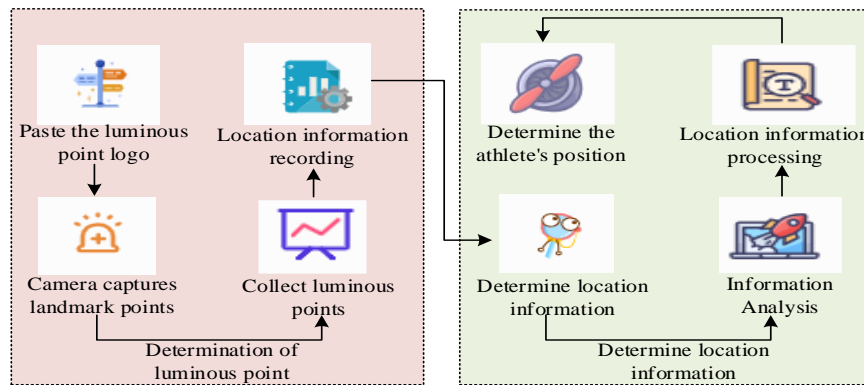 Paste the luminous
point logo
Location information
recording
Camera captures
landmark points
Collect luminous
points
Determination of
luminous point
Determine the
athlete's position
Location information
processing
Determine location
information
Information
Analysis
Determine location
information
T